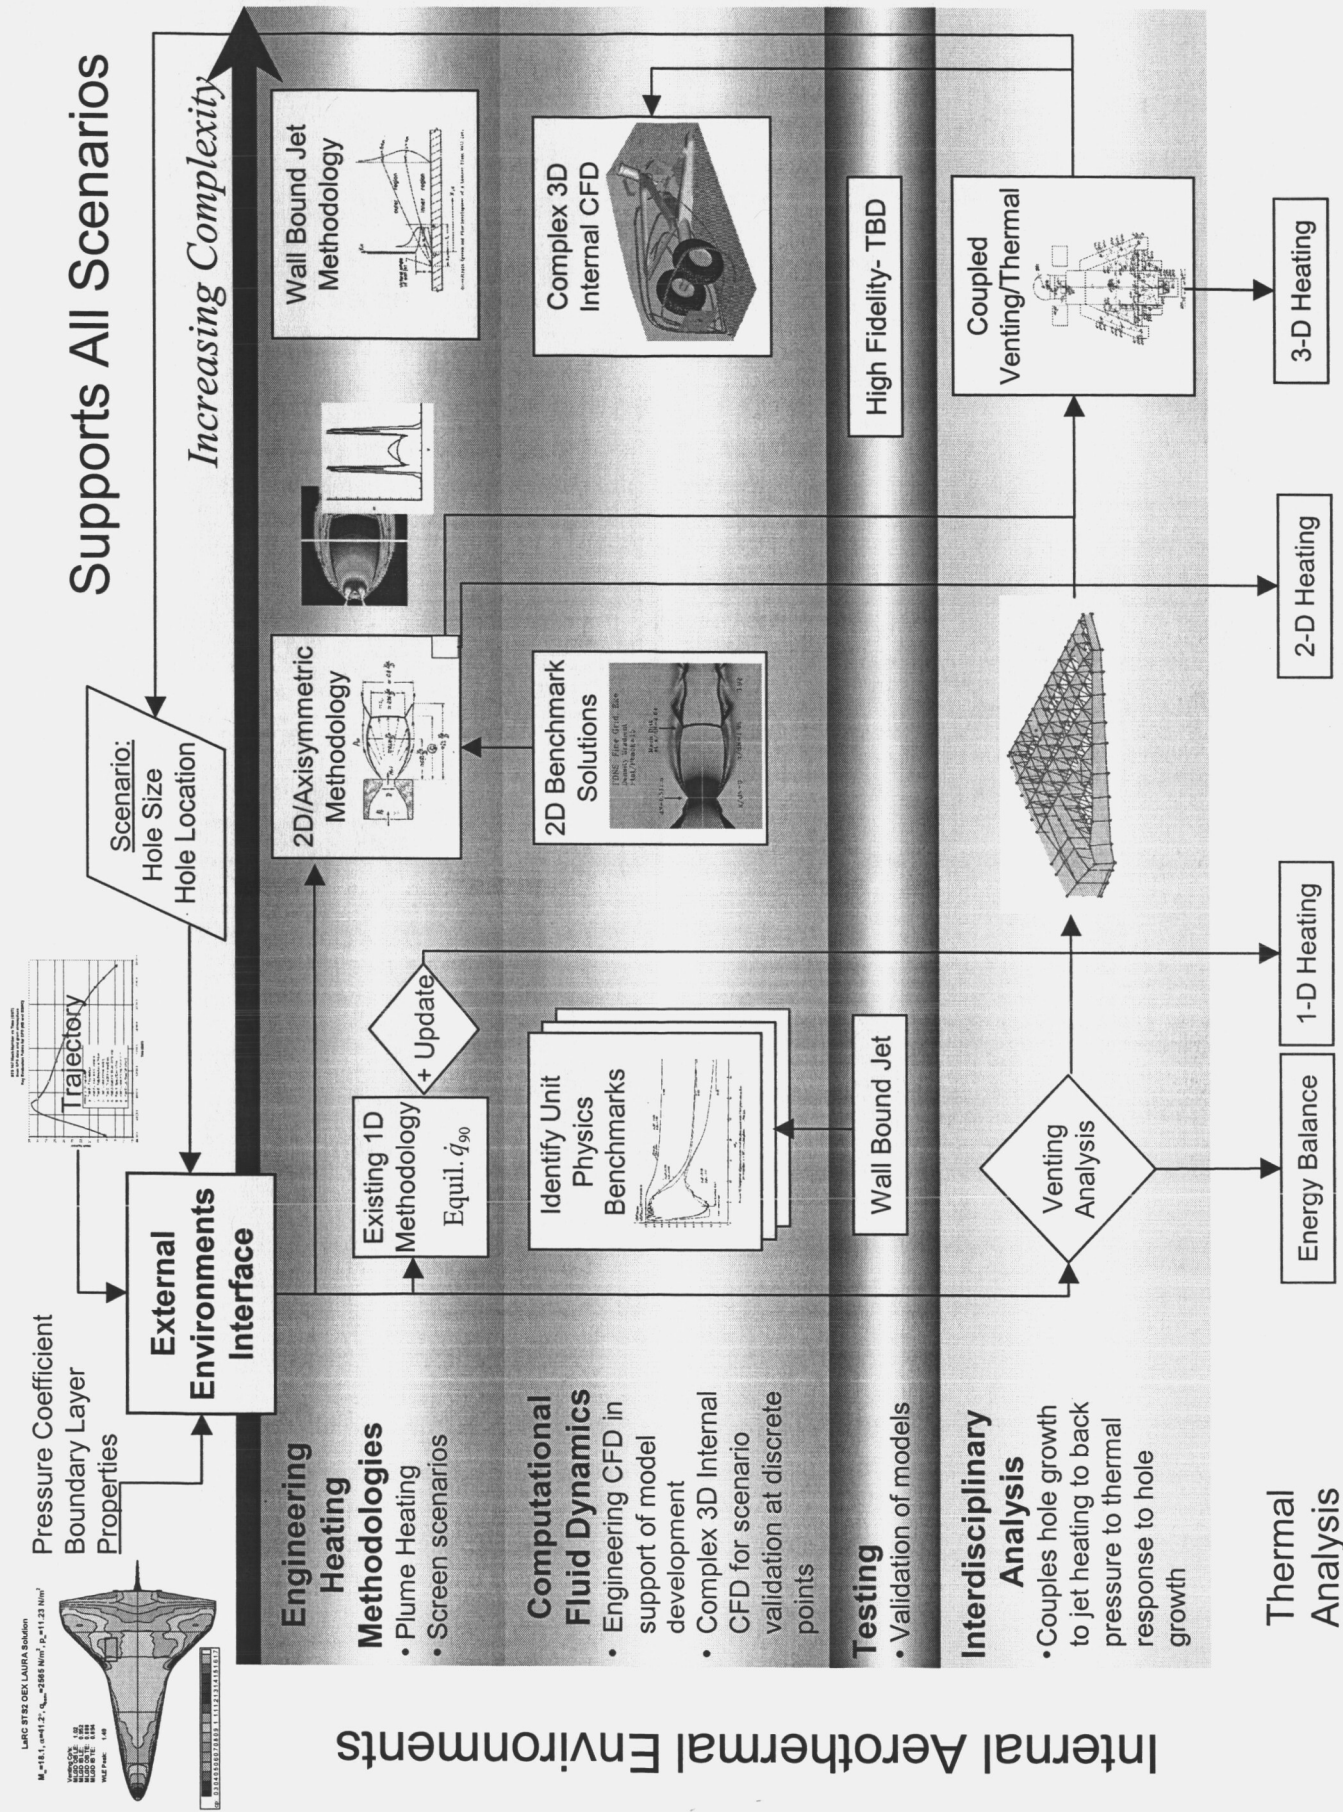 Supports All Scenarios
Increasing Complexity
LaRC STS2 OEX LAURA Solution
Pressure Coefficient
Boundary Layer
Properties
Trajectory
Scenario:
Hole Size
Hole Location
External
Environments
Interface
Internal Aerothermal Environments
Engineering
Heating
Methodologies
• Plume Heating
• Screen scenarios
Existing 1D
Methodology
Equil. q̇90
+ Update
2D/Axisymmetric
Methodology
Wall Bound Jet
Methodology
Computational
Fluid Dynamics
• Engineering CFD in
support of model
development
• Complex 3D Internal
CFD for scenario
validation at discrete
points
Identify Unit
Physics
Benchmarks
2D Benchmark
Solutions
Complex 3D
Internal CFD
Testing
• Validation of models
Wall Bound Jet
High Fidelity- TBD
Interdisciplinary
Analysis
• Couples hole growth
to jet heating to back
pressure to thermal
response to hole
growth
Venting
Analysis
Coupled
Venting/Thermal
Thermal
Analysis
Energy Balance
1-D Heating
2-D Heating
3-D Heating